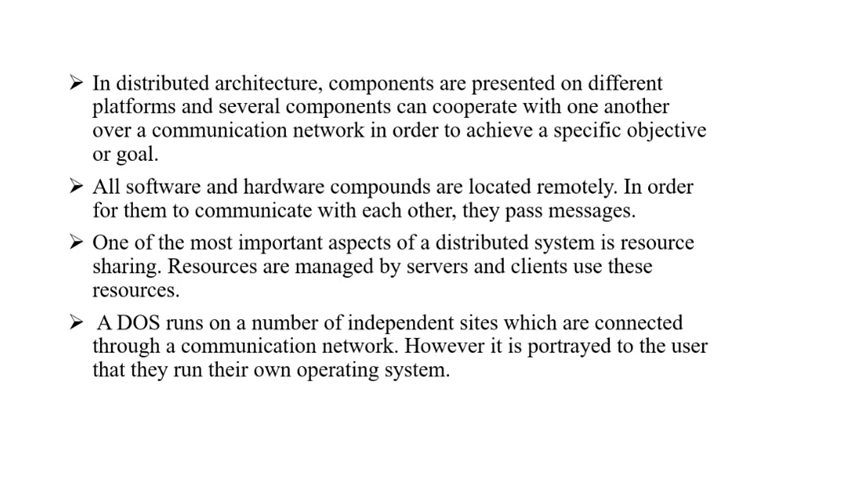 ➢ In distributed architecture, components are presented on different
platforms and several components can cooperate with one another
over a communication network in order to achieve a specific objective
or goal.
➢ All software and hardware compounds are located remotely. In order
for them to communicate with each other, they pass messages.
➢ One of the most important aspects of a distributed system is resource
sharing. Resources are managed by servers and clients use these
resources.
➢ A DOS runs on a number of independent sites which are connected
through a communication network. However it is portrayed to the user
that they run their own operating system.